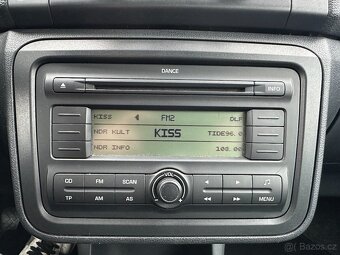 DANCE
INFO
KISS FM2 DLF
NDR KULT KISS TIDE96.0
NDR INFO 108.00
CD FM SCAN VOL
TP AM AS MENU
bazos.cz